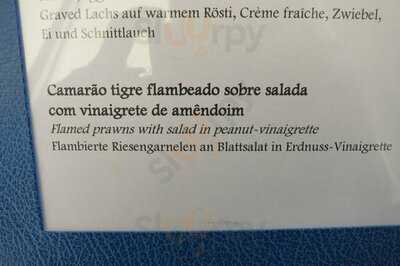 Graved Lachs auf warmem Rösti, Crème fraîche, Zwiebel,
Ei und Schnittlauch
Camarão tigre flambeado sobre salada
com vinaigrete de amêndoim
Flamed prawns with salad in peanut-vinaigrette
Flambierte Riesengarnelen an Blattsalat in Erdnuss-Vinaigrette